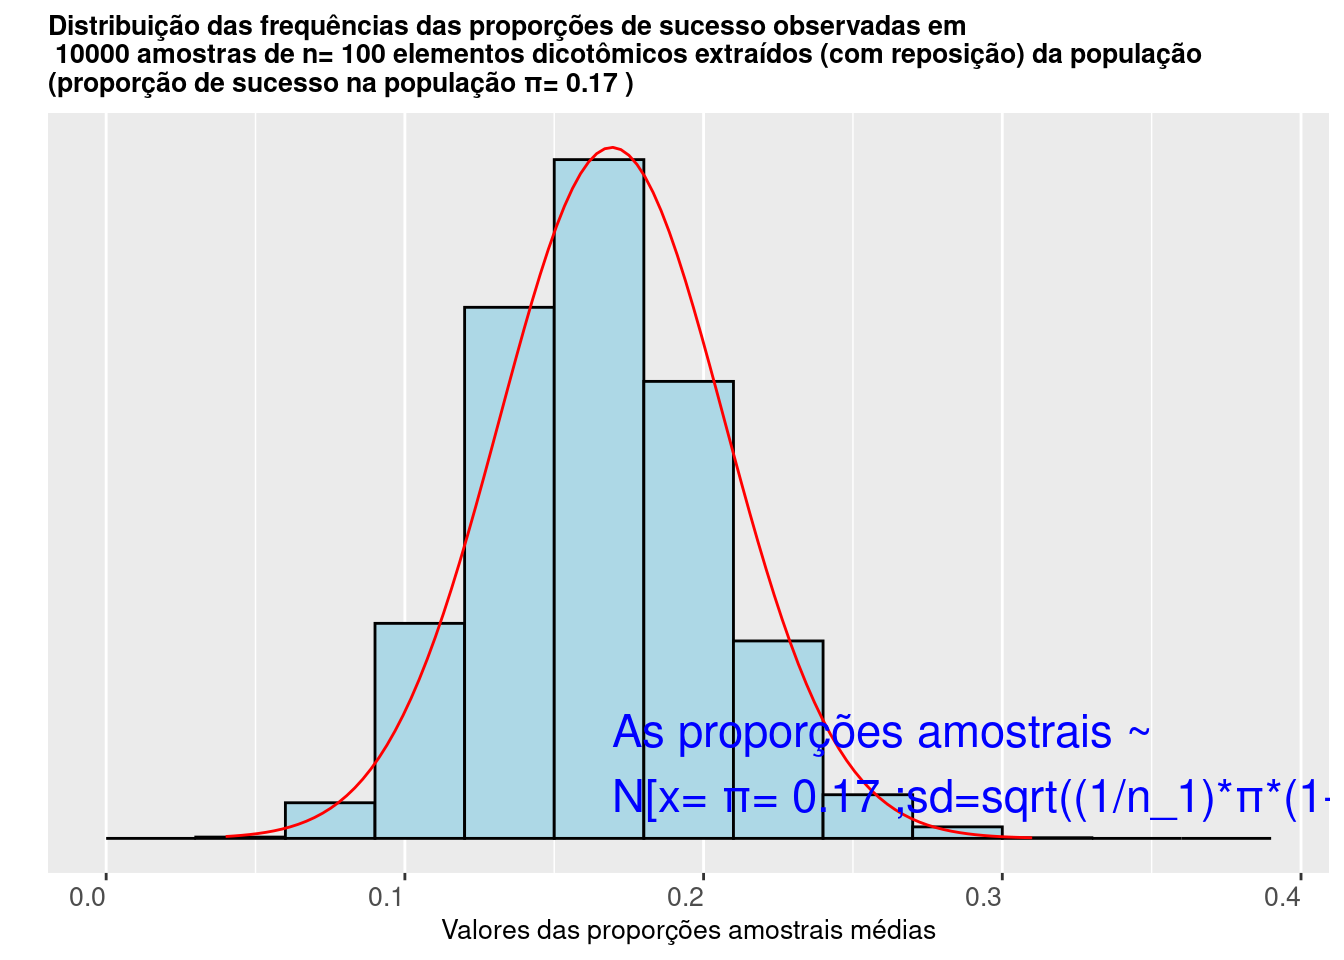 Distribuição das frequências das proporções de sucesso observadas em
10000 amostras de n= 100 elementos dicotômicos extraídos (com reposição) da população
(proporção de sucesso na população π= 0.17 )
As proporções amostrais ~
N[x= π= 0.17 ;sd=sqrt((1/n_1)*π*(1-
0.0 0.1 0.2 0.3 0.4
Valores das proporções amostrais médias